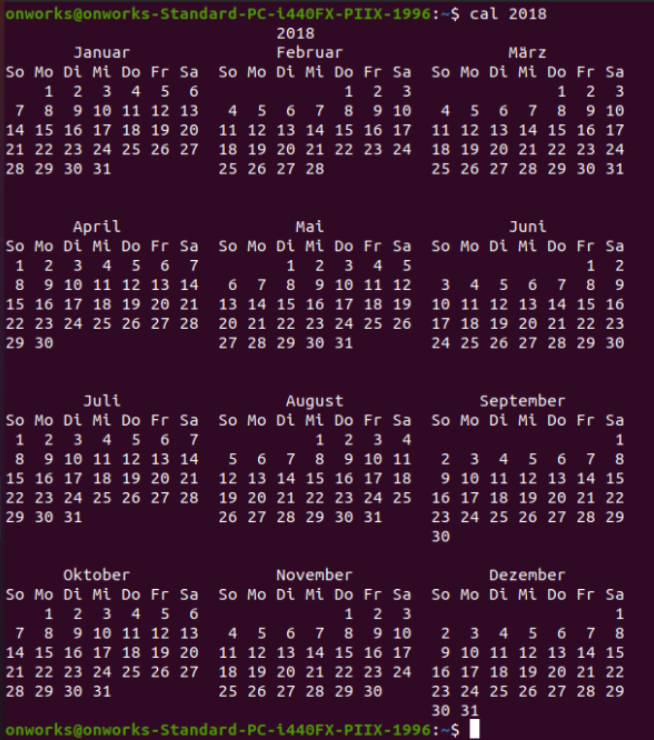 onworks@onworks-Standard-PC-i440FX-PIIX-1996:~$ cal 2018
                            2018
       Januar               Februar                 März
So Mo Di Mi Do Fr Sa  So Mo Di Mi Do Fr Sa  So Mo Di Mi Do Fr Sa
    1  2  3  4  5  6               1  2  3               1  2  3
 7  8  9 10 11 12 13   4  5  6  7  8  9 10   4  5  6  7  8  9 10
14 15 16 17 18 19 20  11 12 13 14 15 16 17  11 12 13 14 15 16 17
21 22 23 24 25 26 27  18 19 20 21 22 23 24  18 19 20 21 22 23 24
28 29 30 31           25 26 27 28           25 26 27 28 29 30 31

       April                  Mai                   Juni
So Mo Di Mi Do Fr Sa  So Mo Di Mi Do Fr Sa  So Mo Di Mi Do Fr Sa
 1  2  3  4  5  6  7         1  2  3  4  5                  1  2
 8  9 10 11 12 13 14   6  7  8  9 10 11 12   3  4  5  6  7  8  9
15 16 17 18 19 20 21  13 14 15 16 17 18 19  10 11 12 13 14 15 16
22 23 24 25 26 27 28  20 21 22 23 24 25 26  17 18 19 20 21 22 23
29 30                 27 28 29 30 31        24 25 26 27 28 29 30

        Juli                 August              September
So Mo Di Mi Do Fr Sa  So Mo Di Mi Do Fr Sa  So Mo Di Mi Do Fr Sa
 1  2  3  4  5  6  7            1  2  3  4                     1
 8  9 10 11 12 13 14   5  6  7  8  9 10 11   2  3  4  5  6  7  8
15 16 17 18 19 20 21  12 13 14 15 16 17 18   9 10 11 12 13 14 15
22 23 24 25 26 27 28  19 20 21 22 23 24 25  16 17 18 19 20 21 22
29 30 31              26 27 28 29 30 31     23 24 25 26 27 28 29
                                            30

      Oktober               November              Dezember
So Mo Di Mi Do Fr Sa  So Mo Di Mi Do Fr Sa  So Mo Di Mi Do Fr Sa
    1  2  3  4  5  6               1  2  3                     1
 7  8  9 10 11 12 13   4  5  6  7  8  9 10   2  3  4  5  6  7  8
14 15 16 17 18 19 20  11 12 13 14 15 16 17   9 10 11 12 13 14 15
21 22 23 24 25 26 27  18 19 20 21 22 23 24  16 17 18 19 20 21 22
28 29 30 31           25 26 27 28 29 30     23 24 25 26 27 28 29
                                            30 31
onworks@onworks-Standard-PC-i440FX-PIIX-1996:~$